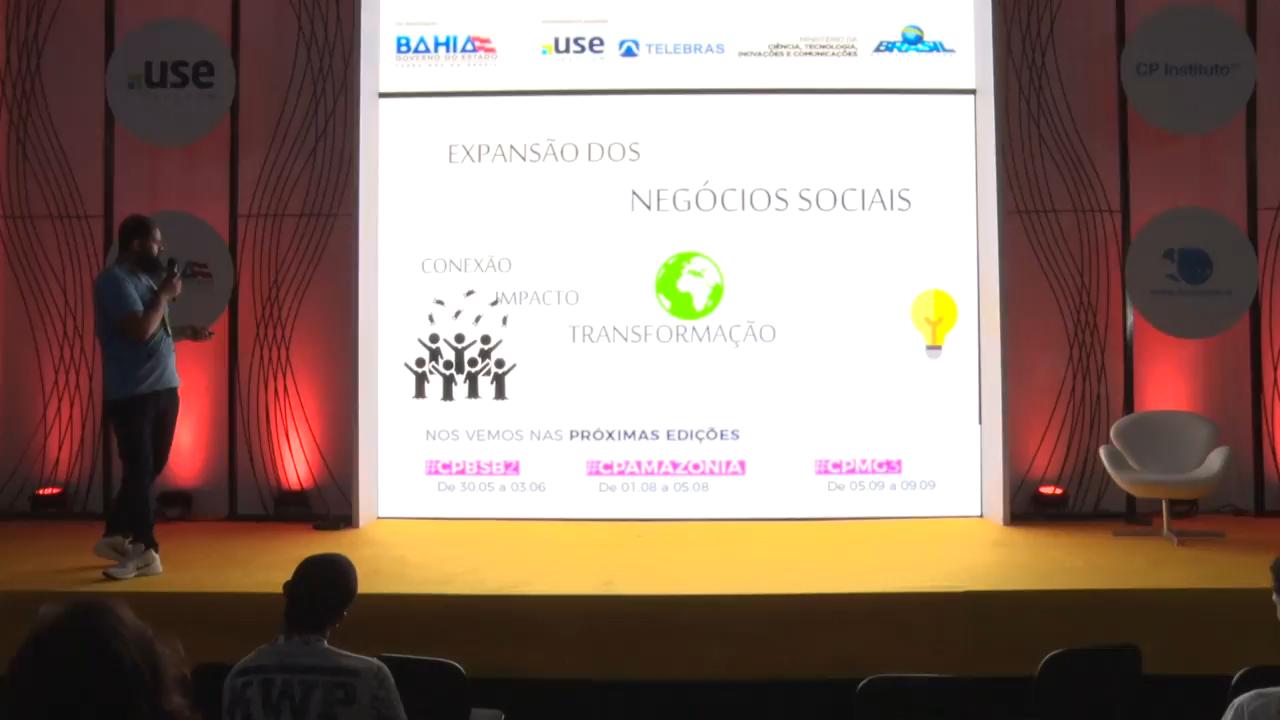 BAHIA
GOVERNO DO ESTADO
use
TELEBRAS
MINISTÉRIO DA
CIÊNCIA, TECNOLOGIA,
INOVAÇÕES E COMUNICAÇÕES
BRASIL
use
CP Instituto
EXPANSÃO DOS
NEGÓCIOS SOCIAIS
CONEXÃO
IMPACTO
TRANSFORMAÇÃO
NOS VEMOS NAS PRÓXIMAS EDIÇÕES
#CPBSB2
De 30.05 a 03.06
#CPAMAZONIA
De 01.08 a 05.08
#CPMG3
De 05.09 a 09.09